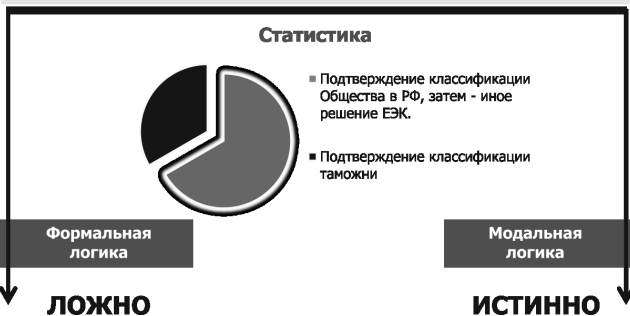 Статистика
Подтверждение классификации
Общества в РФ, затем - иное
решение ЕЭК.
Подтверждение классификации
таможни
Формальная
логика
Модальная
логика
ЛОЖНО
ИСТИННО